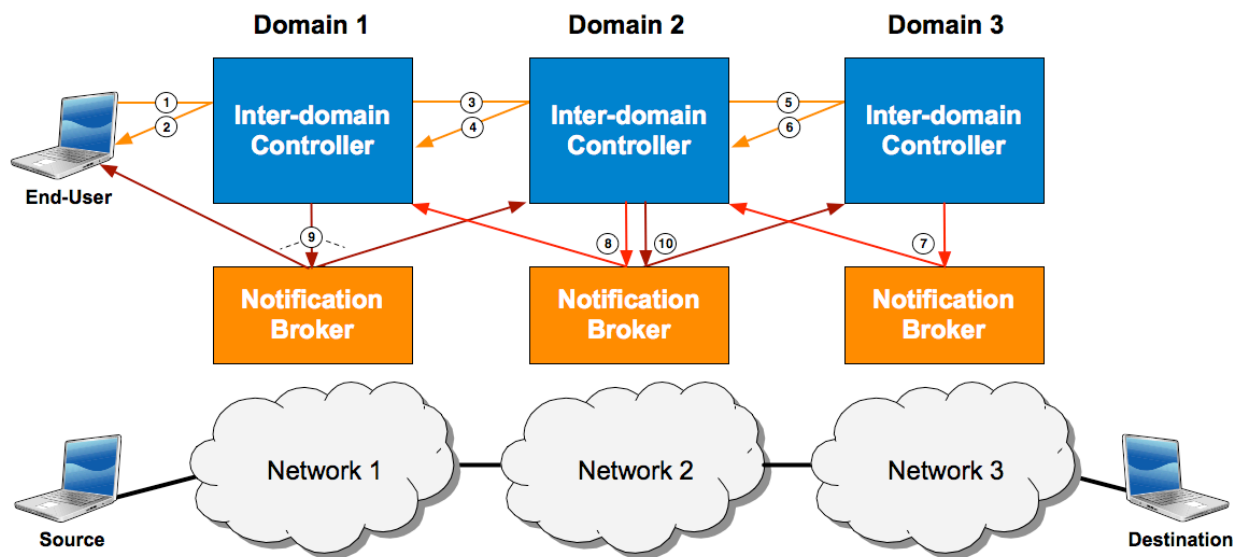 Domain 1
Domain 2
Domain 3
1
2
3
4
5
6
Inter-domain
Controller
Inter-domain
Controller
Inter-domain
Controller
End-User
9
8
10
7
Notification
Broker
Notification
Broker
Notification
Broker
Network 1
Network 2
Network 3
Source
Destination